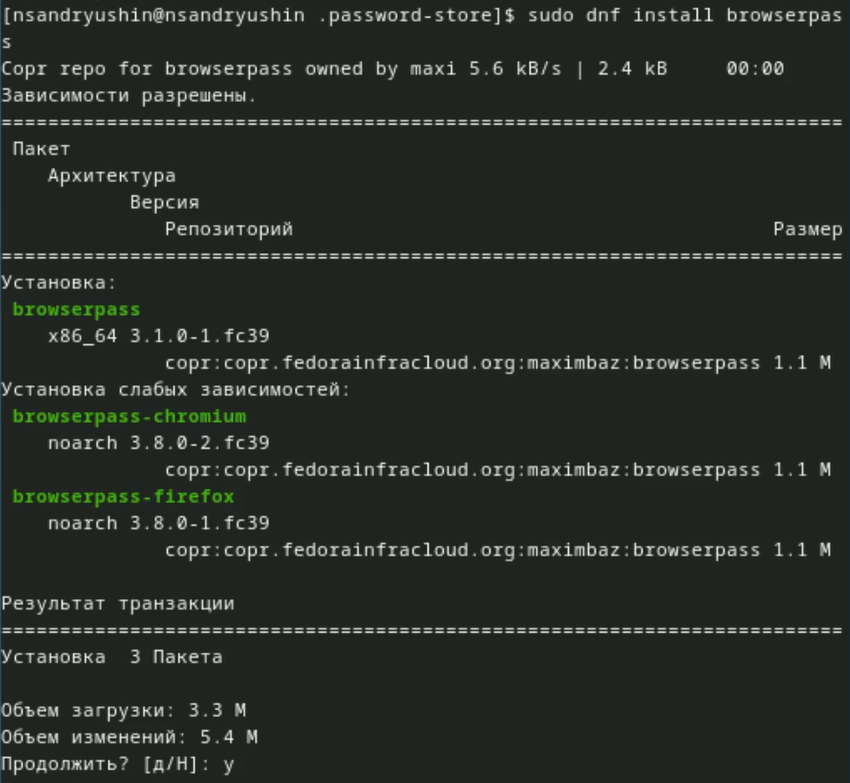 [nsandryushin@nsandryushin .password-store]$ sudo dnf install browserpas
s
Copr repo for browserpass owned by maxi 5.6 kB/s | 2.4 kB     00:00
Зависимости разрешены.
========================================================================
 Пакет
    Архитектура
           Версия
              Репозиторий                                         Размер
========================================================================
Установка:
 browserpass
    x86_64 3.1.0-1.fc39
              copr:copr.fedorainfracloud.org:maximbaz:browserpass 1.1 M
Установка слабых зависимостей:
 browserpass-chromium
    noarch 3.8.0-2.fc39
              copr:copr.fedorainfracloud.org:maximbaz:browserpass 1.1 M
 browserpass-firefox
    noarch 3.8.0-1.fc39
              copr:copr.fedorainfracloud.org:maximbaz:browserpass 1.1 M

Результат транзакции
========================================================================
Установка  3 Пакета

Объем загрузки: 3.3 M
Объем изменений: 5.4 M
Продолжить? [д/Н]: y